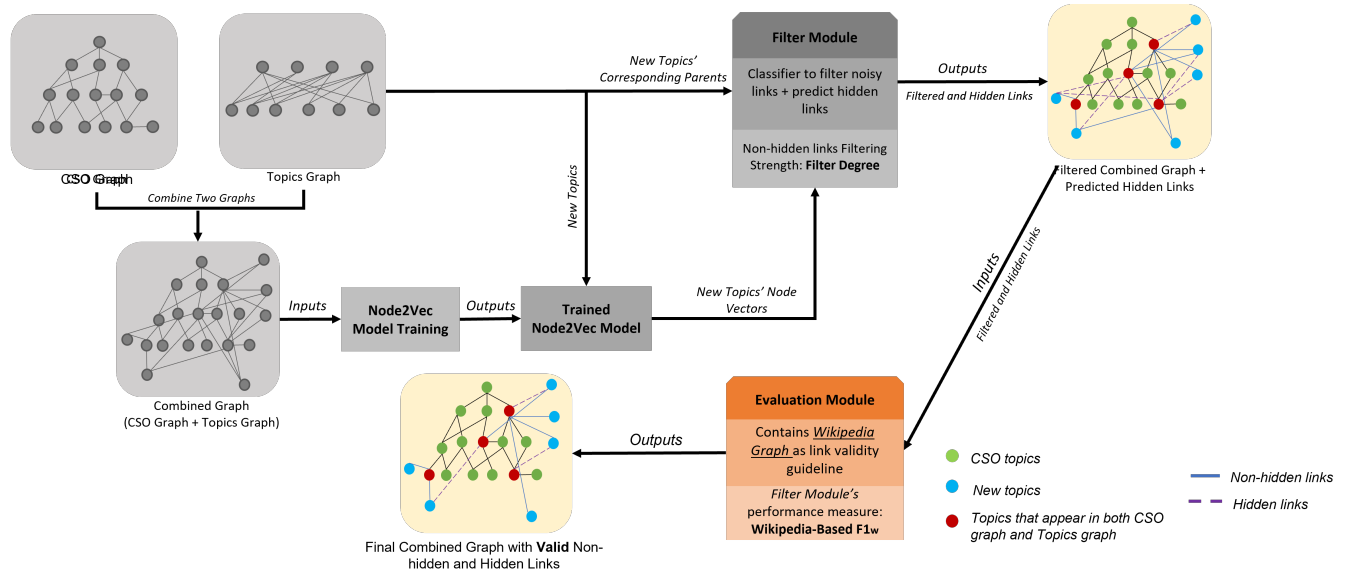 CSO Graph
Topics Graph
Combine Two Graphs
Combined Graph
(CSO Graph + Topics Graph)
Inputs
Node2Vec
Model Training
Outputs
Trained
Node2Vec Model
New Topics
New Topics'
Corresponding Parents
New Topics' Node
Vectors
Filter Module
Classifier to filter noisy
links + predict hidden
links
Non-hidden links Filtering
Strength: Filter Degree
Outputs
Filtered and Hidden Links
Filtered Combined Graph +
Predicted Hidden Links
Inputs
Filtered and Hidden Links
Evaluation Module
Contains Wikipedia
Graph as link validity
guideline
Filter Module's
performance measure:
Wikipedia-Based F1w
Outputs
Final Combined Graph with Valid Non-
hidden and Hidden Links
CSO topics
New topics
Topics that appear in both CSO
graph and Topics graph
Non-hidden links
Hidden links